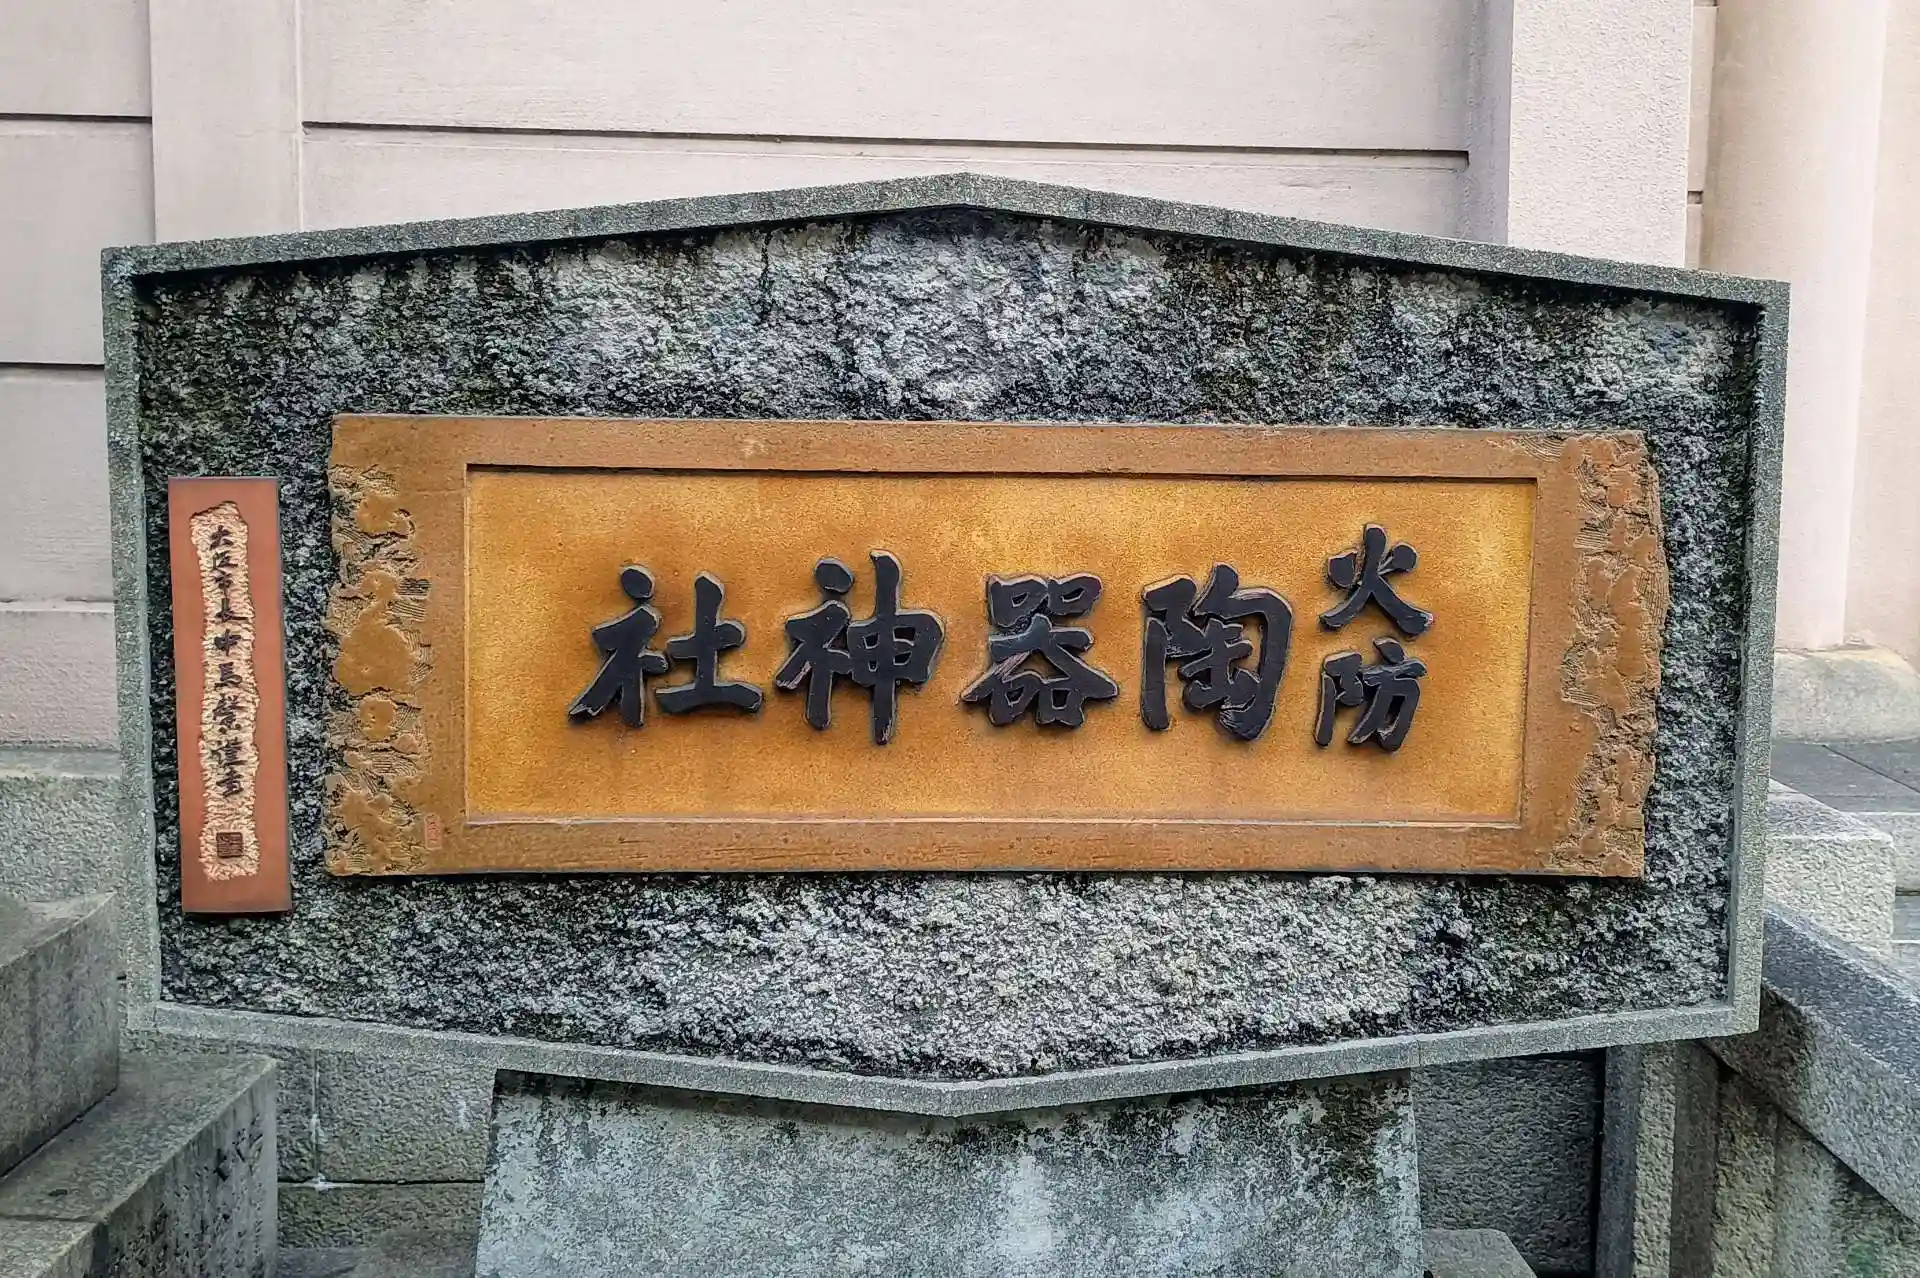 火防
陶器神社
大阪市長中馬馨謹書